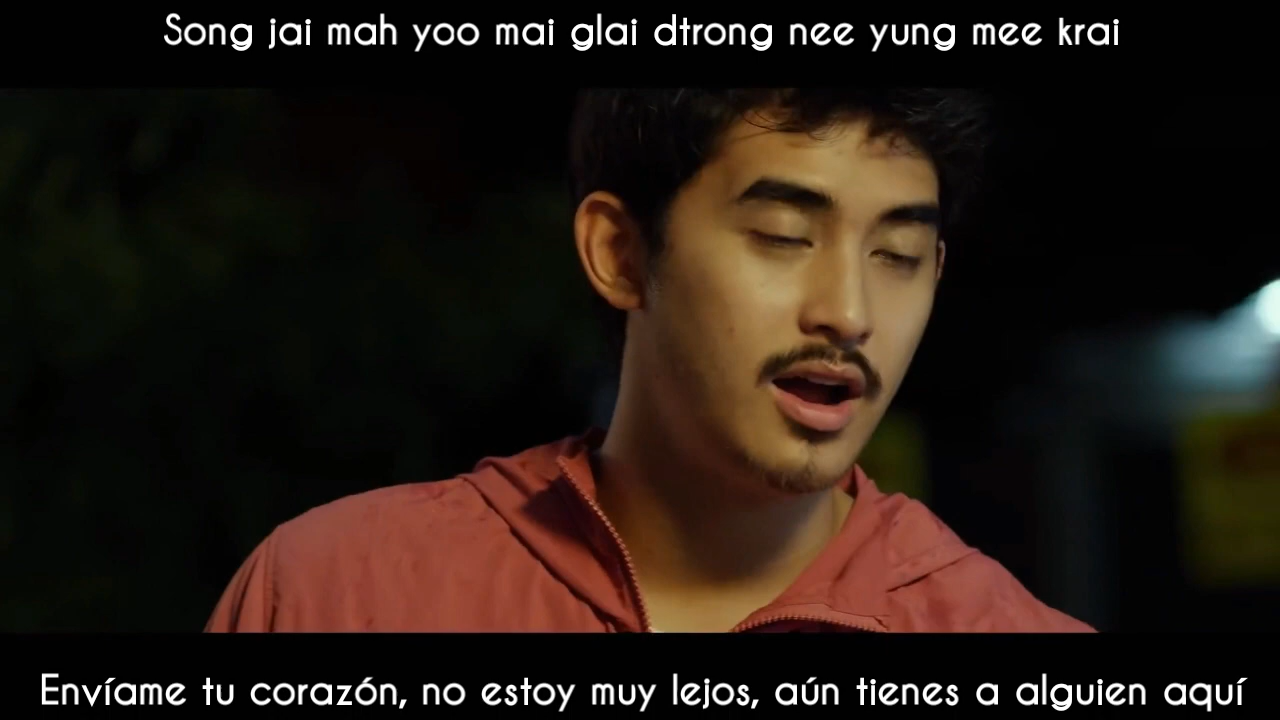 Song jai mah yoo mai glai dtrong nee yung mee krai
Envíame tu corazón, no estoy muy lejos, aún tienes a alguien aquí